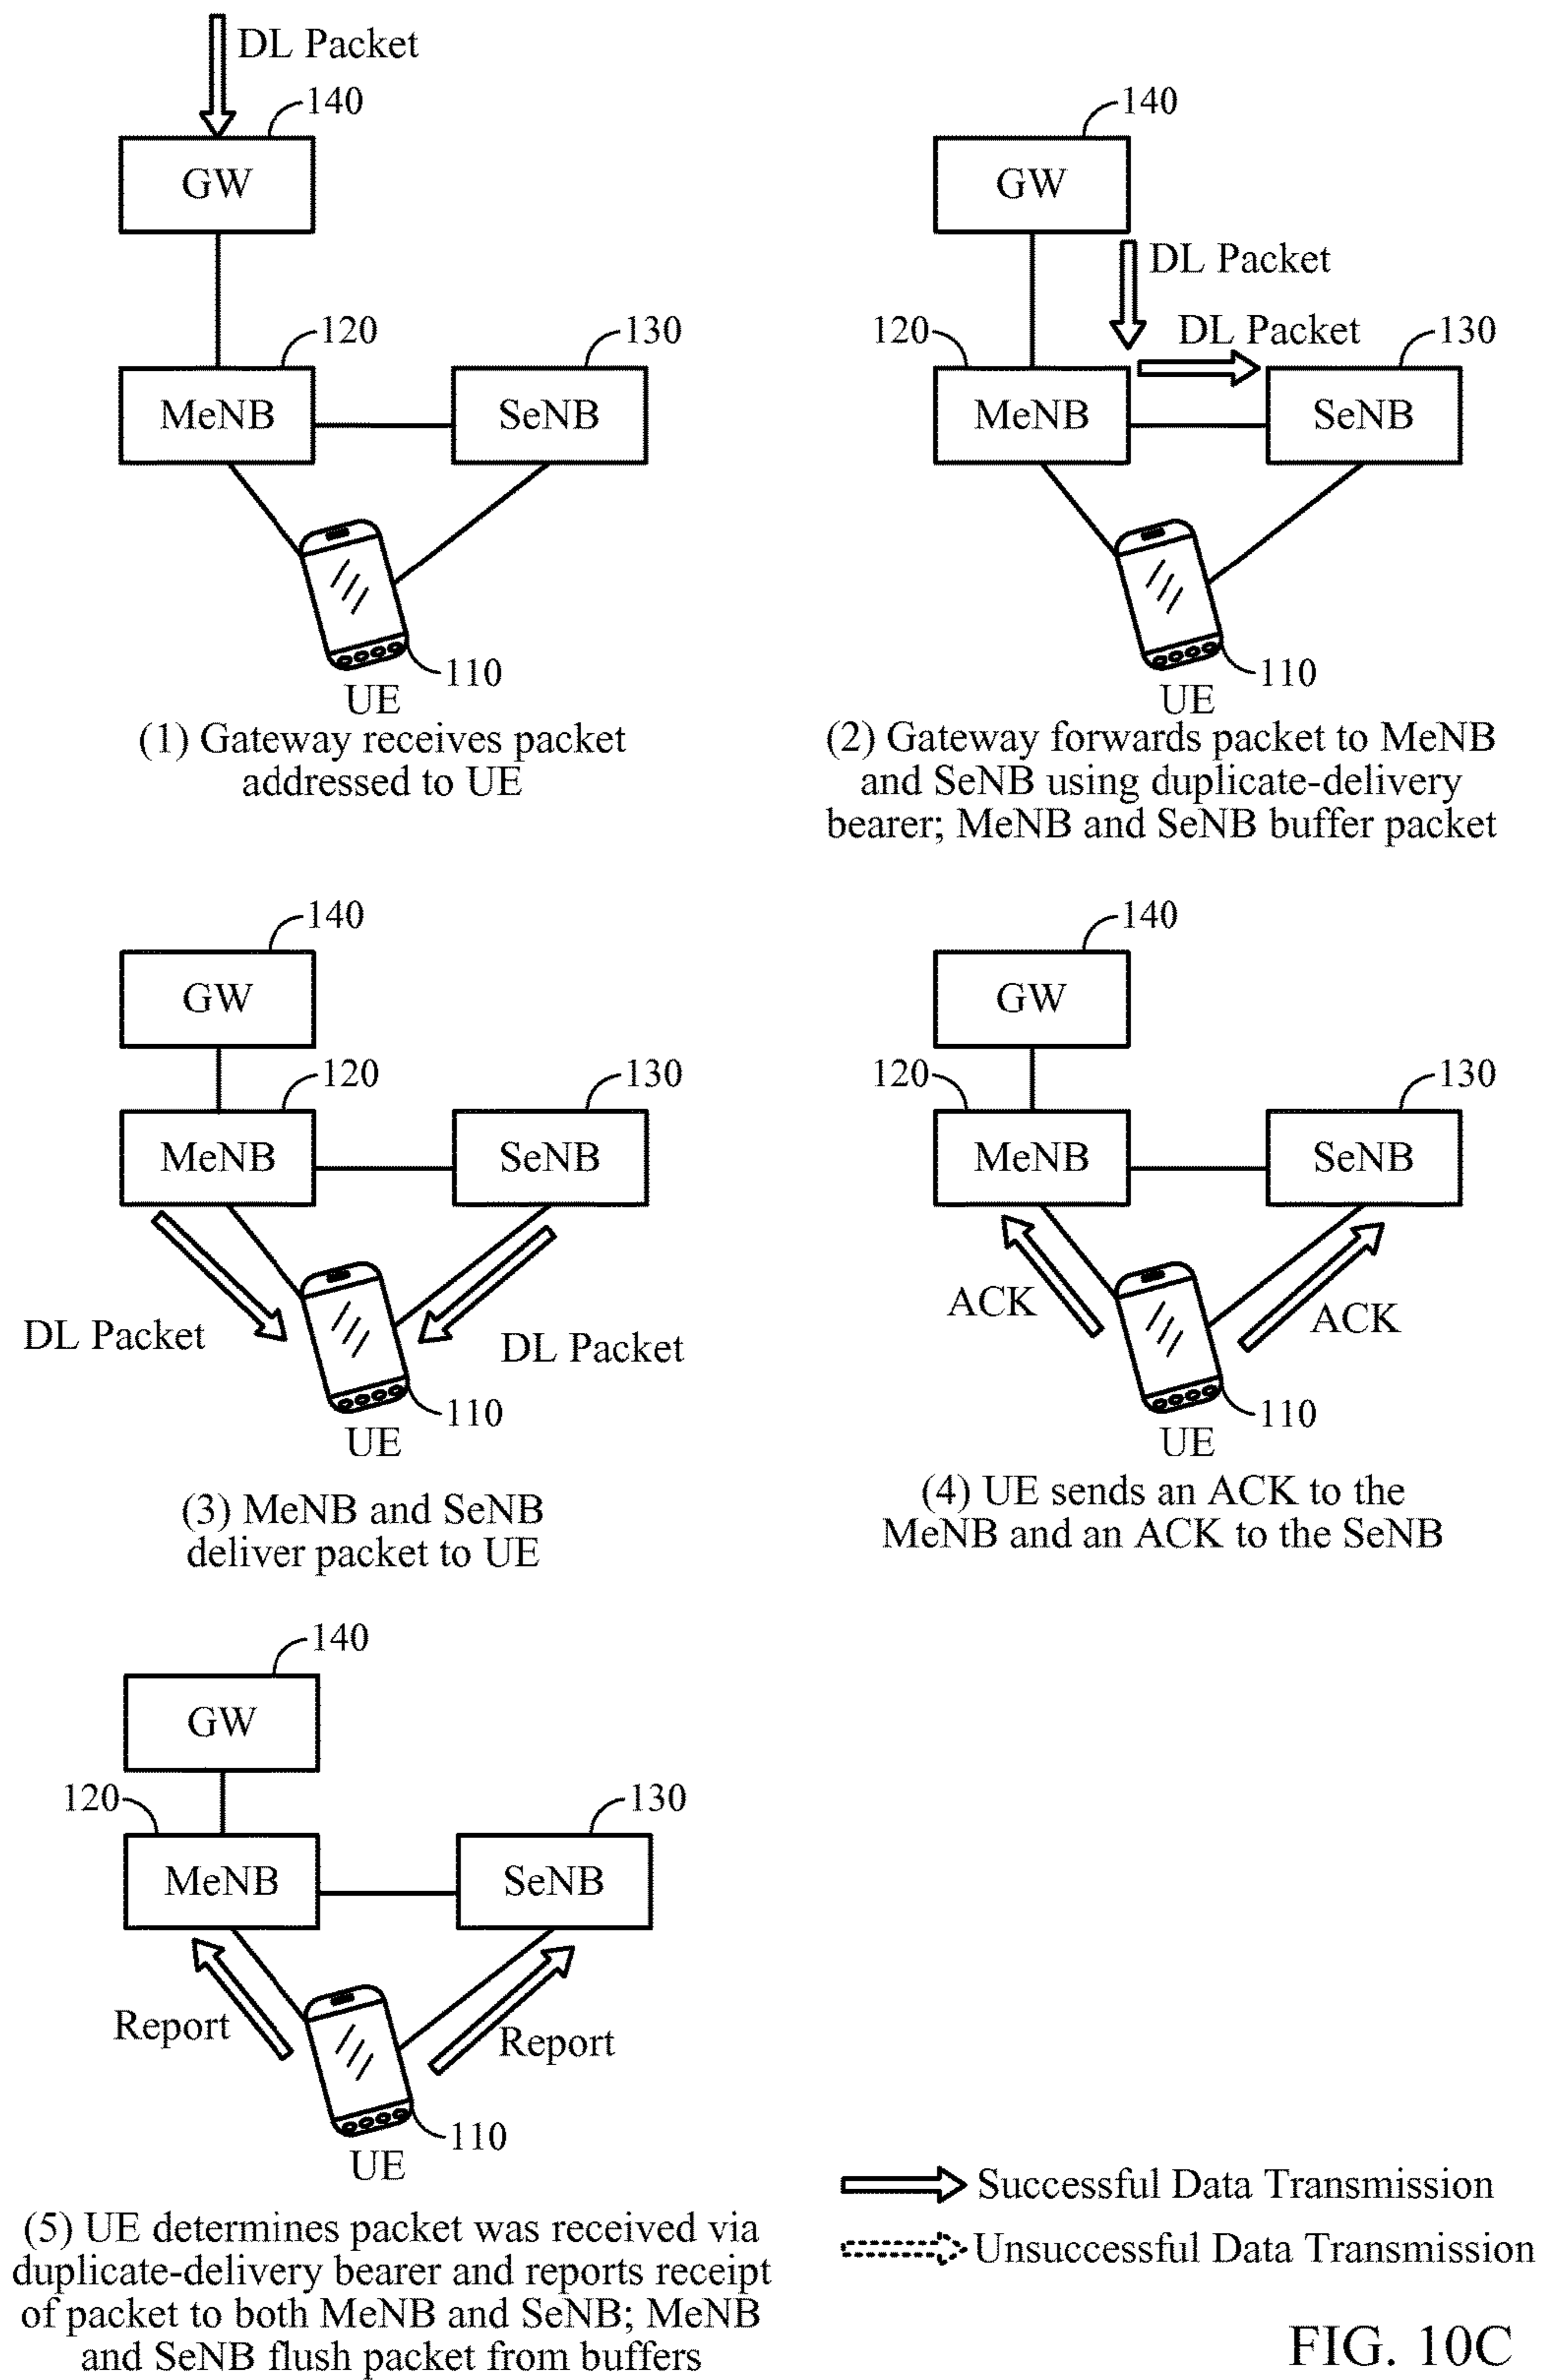 DL Packet
140
GW
120
130
MeNB
SeNB
110
UE
(1) Gateway receives packet
addressed to UE
140
GW
DL Packet
120
DL Packet
130
MeNB
SeNB
110
UE
(2) Gateway forwards packet to MeNB
and SeNB using duplicate-delivery
bearer; MeNB and SeNB buffer packet
140
GW
120
130
MeNB
SeNB
DL Packet
DL Packet
110
UE
(3) MeNB and SeNB
deliver packet to UE
140
GW
120
130
MeNB
SeNB
ACK
ACK
110
UE
(4) UE sends an ACK to the
MeNB and an ACK to the SeNB
140
GW
120
130
MeNB
SeNB
Report
Report
110
UE
(5) UE determines packet was received via
duplicate-delivery bearer and reports receipt
of packet to both MeNB and SeNB; MeNB
and SeNB flush packet from buffers
Successful Data Transmission
Unsuccessful Data Transmission
FIG. 10C